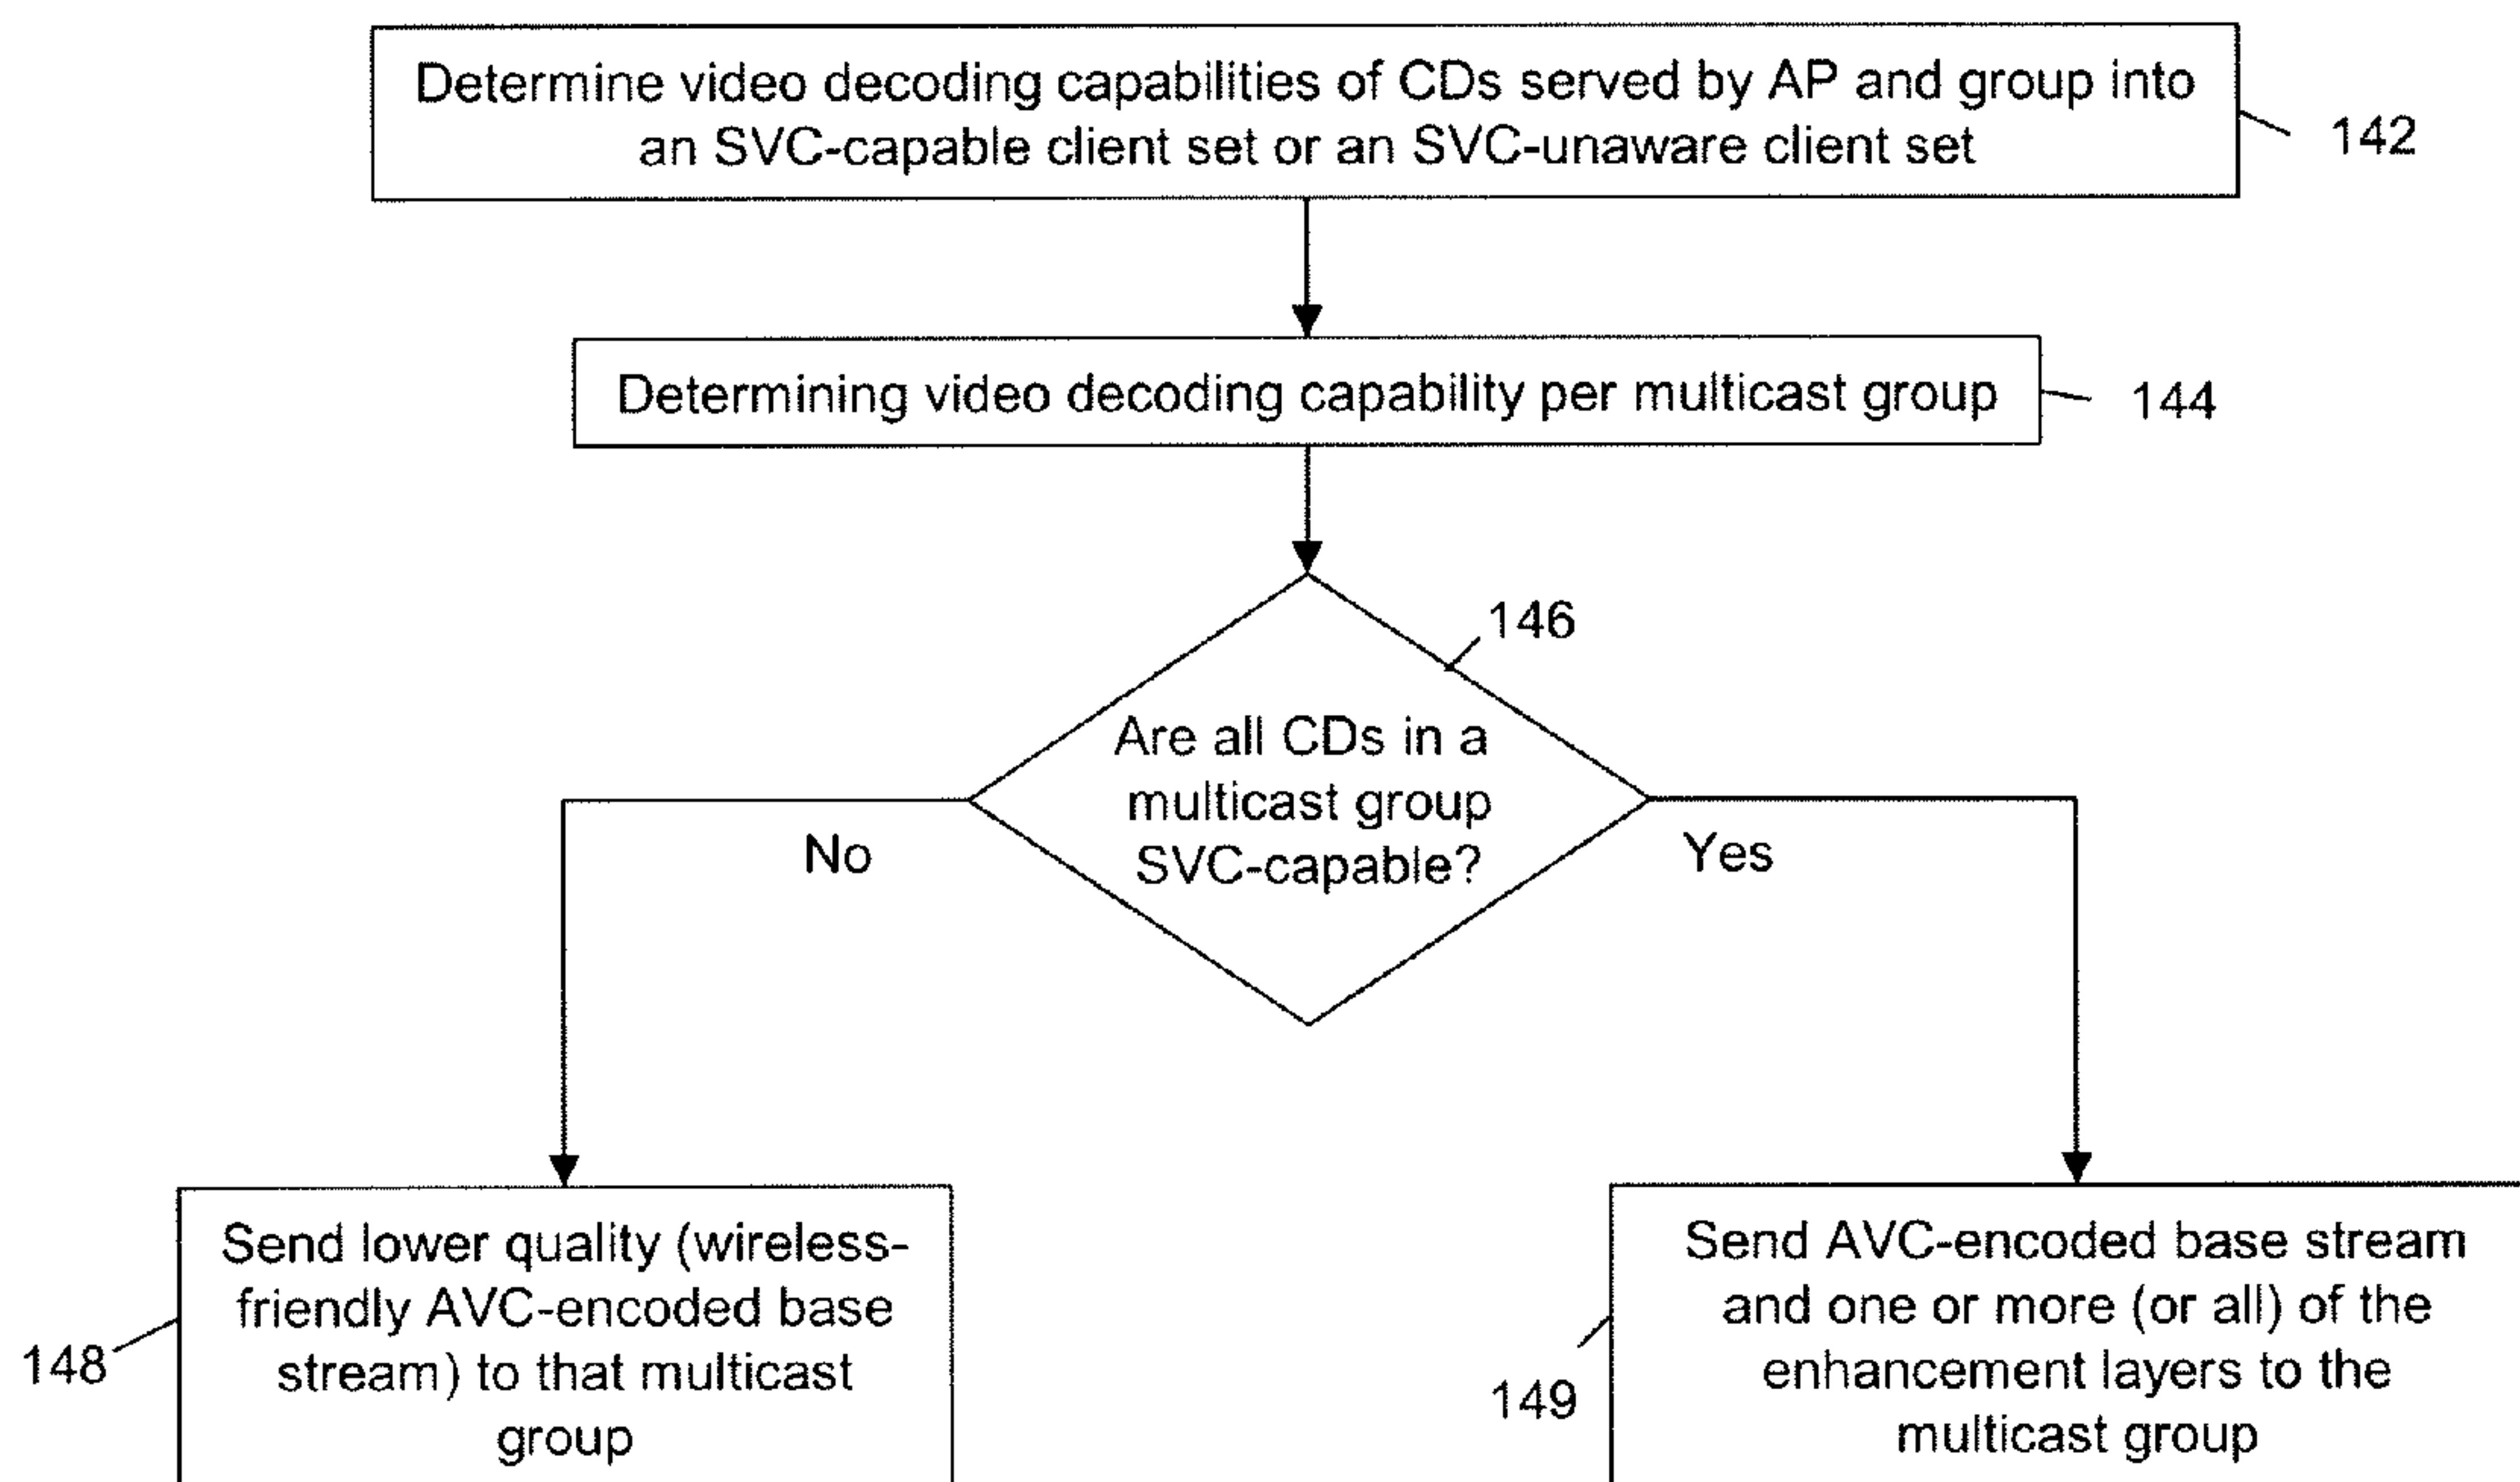 Determine video decoding capabilities of CDs served by AP and group into
an SVC-capable client set or an SVC-unaware client set
142
Determining video decoding capability per multicast group
144
146
Are all CDs in a
multicast group
SVC-capable?
No
Yes
Send lower quality (wireless-
friendly AVC-encoded base
stream) to that multicast
group
148
Send AVC-encoded base stream
and one or more (or all) of the
enhancement layers to the
multicast group
149